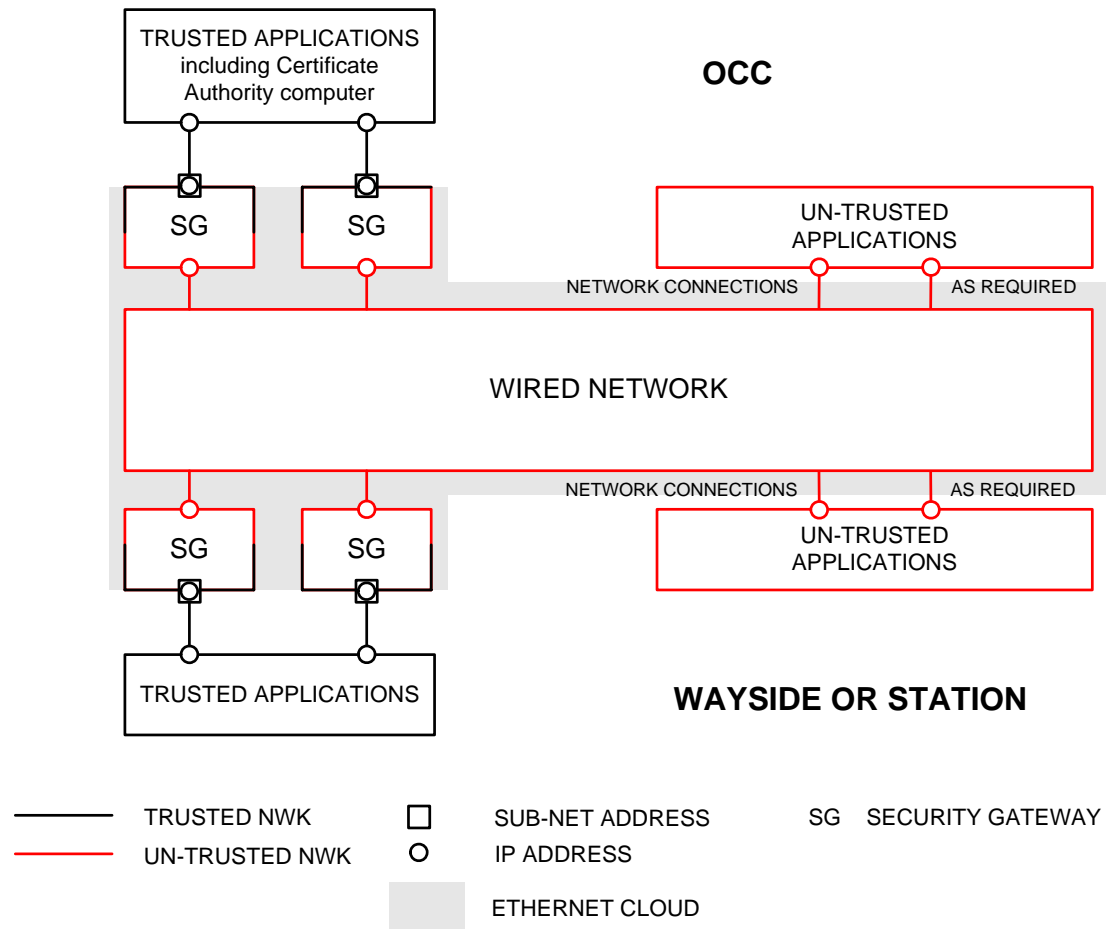 TRUSTED APPLICATIONS
including Certificate
Authority computer
OCC
SG
SG
UN-TRUSTED
APPLICATIONS
NETWORK CONNECTIONS
AS REQUIRED
WIRED NETWORK
NETWORK CONNECTIONS
AS REQUIRED
SG
SG
UN-TRUSTED
APPLICATIONS
TRUSTED APPLICATIONS
WAYSIDE OR STATION
TRUSTED NWK
SUB-NET ADDRESS
SG SECURITY GATEWAY
UN-TRUSTED NWK
IP ADDRESS
ETHERNET CLOUD